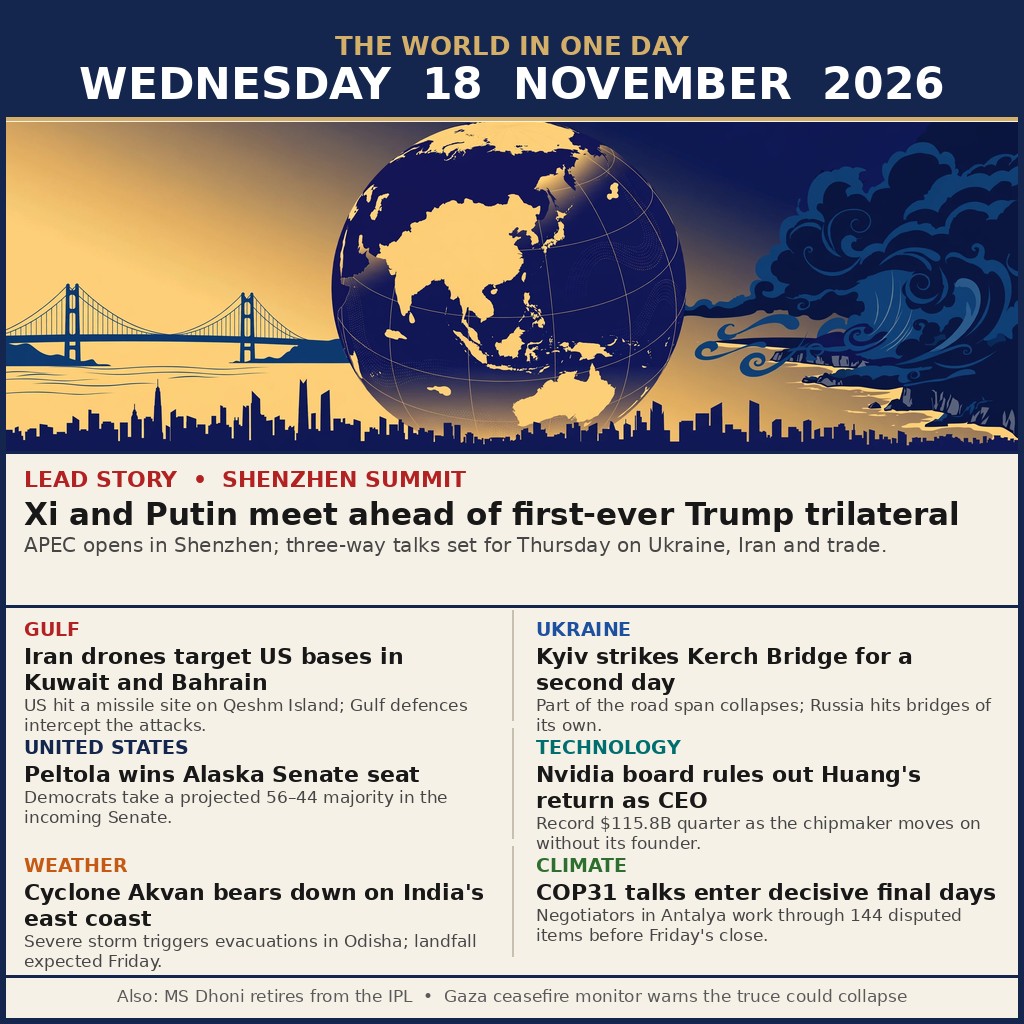 THE WORLD IN ONE DAY
WEDNESDAY 18 NOVEMBER 2026
LEAD STORY • SHENZHEN SUMMIT
Xi and Putin meet ahead of first-ever Trump trilateral
APEC opens in Shenzhen; three-way talks set for Thursday on Ukraine, Iran and trade.
GULF
Iran drones target US bases in
Kuwait and Bahrain
US hit a missile site on Qeshm Island; Gulf defences
intercept the attacks.
UKRAINE
Kyiv strikes Kerch Bridge for a
second day
Part of the road span collapses; Russia hits bridges of
its own.
UNITED STATES
Peltola wins Alaska Senate seat
Democrats take a projected 56–44 majority in the
incoming Senate.
TECHNOLOGY
Nvidia board rules out Huang's
return as CEO
Record $115.8B quarter as the chipmaker moves on
without its founder.
WEATHER
Cyclone Akvan bears down on India's
east coast
Severe storm triggers evacuations in Odisha; landfall
expected Friday.
CLIMATE
COP31 talks enter decisive final days
Negotiators in Antalya work through 144 disputed
items before Friday's close.
Also: MS Dhoni retires from the IPL • Gaza ceasefire monitor warns the truce could collapse